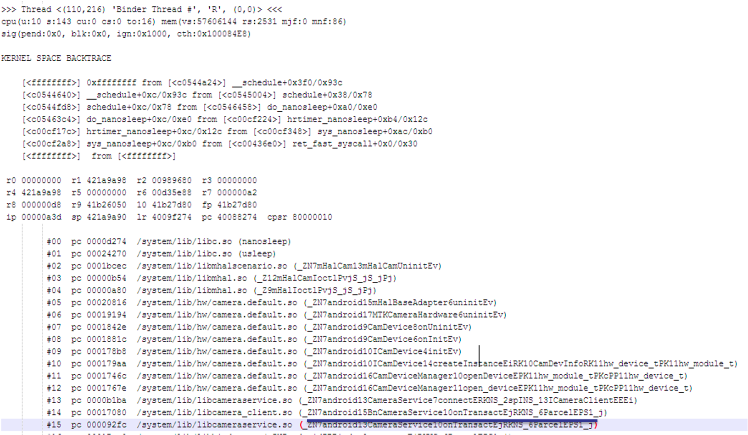 >>> Thread <(110,216) 'Binder Thread #', 'R', (0,0)> <<<
cpu(u:10 s:143 cu:0 cs:0 to:16) mem(vs:57606144 rs:2531 mjf:0 mnf:86)
sig(pend:0x0, blk:0x0, ign:0x1000, cth:0x100084E8)
KERNEL SPACE BACKTRACE
[<ffffffff>] 0xffffffff from [<c0544a24>] __schedule+0x3f0/0x93c
[<c0544640>] __schedule+0xc/0x93c from [<c0545004>] schedule+0x38/0x78
[<c0544fd8>] schedule+0xc/0x78 from [<c0546458>] do_nanosleep+0xa0/0xe0
[<c05463c4>] do_nanosleep+0xc/0xe0 from [<c00cf224>] hrtimer_nanosleep+0xb4/0x12c
[<c00cf17c>] hrtimer_nanosleep+0xc/0x12c from [<c00cf348>] sys_nanosleep+0xac/0xb0
[<c00cf2a8>] sys_nanosleep+0xc/0xb0 from [<c00436e0>] ret_fast_syscall+0x0/0x30
[<ffffffff>] from [<ffffffff>]
r0 00000000 r1 421a9a98 r2 00989680 r3 00000000
r4 421a9a98 r5 00000000 r6 00d35e88 r7 000000a2
r8 000000d8 r9 41b26050 10 41b27d80 fp 41b27d80
ip 00000a3d sp 421a9a90 lr 4009f274 pc 40088274 cpsr 80000010
#00 pc 0000d274 /system/lib/libc.so (nanosleep)
#01 pc 00024270 /system/lib/libc.so (usleep)
#02 pc 0001bcec /system/lib/libmhalscenario.so (_ZN7mHalCam13mHalCamUninitEv)
#03 pc 00000b54 /system/lib/libmhal.so (_Z12mHalCamIoctlPvjS_jS_jPj)
#04 pc 00000a80 /system/lib/libmhal.so (_Z9mHalIoctlPvjS_jS_jPj)
#05 pc 00020816 /system/lib/hw/camera.default.so (_ZN7android15mHalBaseAdapter6uninitEv)
#06 pc 00019194 /system/lib/hw/camera.default.so (_ZN7android17MTKCameraHardware6uninitEv)
#07 pc 0001842e /system/lib/hw/camera.default.so (_ZN7android9CamDevice8onUninitEv)
#08 pc 0001881c /system/lib/hw/camera.default.so (_ZN7android9CamDevice6onInitEv)
#09 pc 000178b8 /system/lib/hw/camera.default.so (_ZN7android10ICamDevice4initEv)
#10 pc 000179aa /system/lib/hw/camera.default.so (_ZN7android10ICamDevice14createInstanceEiRK10CamDevInfoRK11hw_device_tPK11hw_module_t)
#11 pc 0001746c /system/lib/hw/camera.default.so (_ZN7android16CamDeviceManager10openDeviceEPK11hw_module_tPKcPP11hw_device_t)
#12 pc 0001767e /system/lib/hw/camera.default.so (_ZN7android16CamDeviceManager11open_deviceEPK11hw_module_tPKcPP11hw_device_t)
#13 pc 0000b1ba /system/lib/libcameraservice.so (_ZN7android13CameraService7connectERKNS_2spINS_13ICameraClientEEEi)
#14 pc 00017080 /system/lib/libcamera_client.so (_ZN7android15BnCameraService10onTransactEjRKNS_6ParcelEPS1_j)
#15 pc 000092fc /system/lib/libcameraservice.so (_ZN7android13CameraService10onTransactEjRKNS_6ParcelEPS1_j)